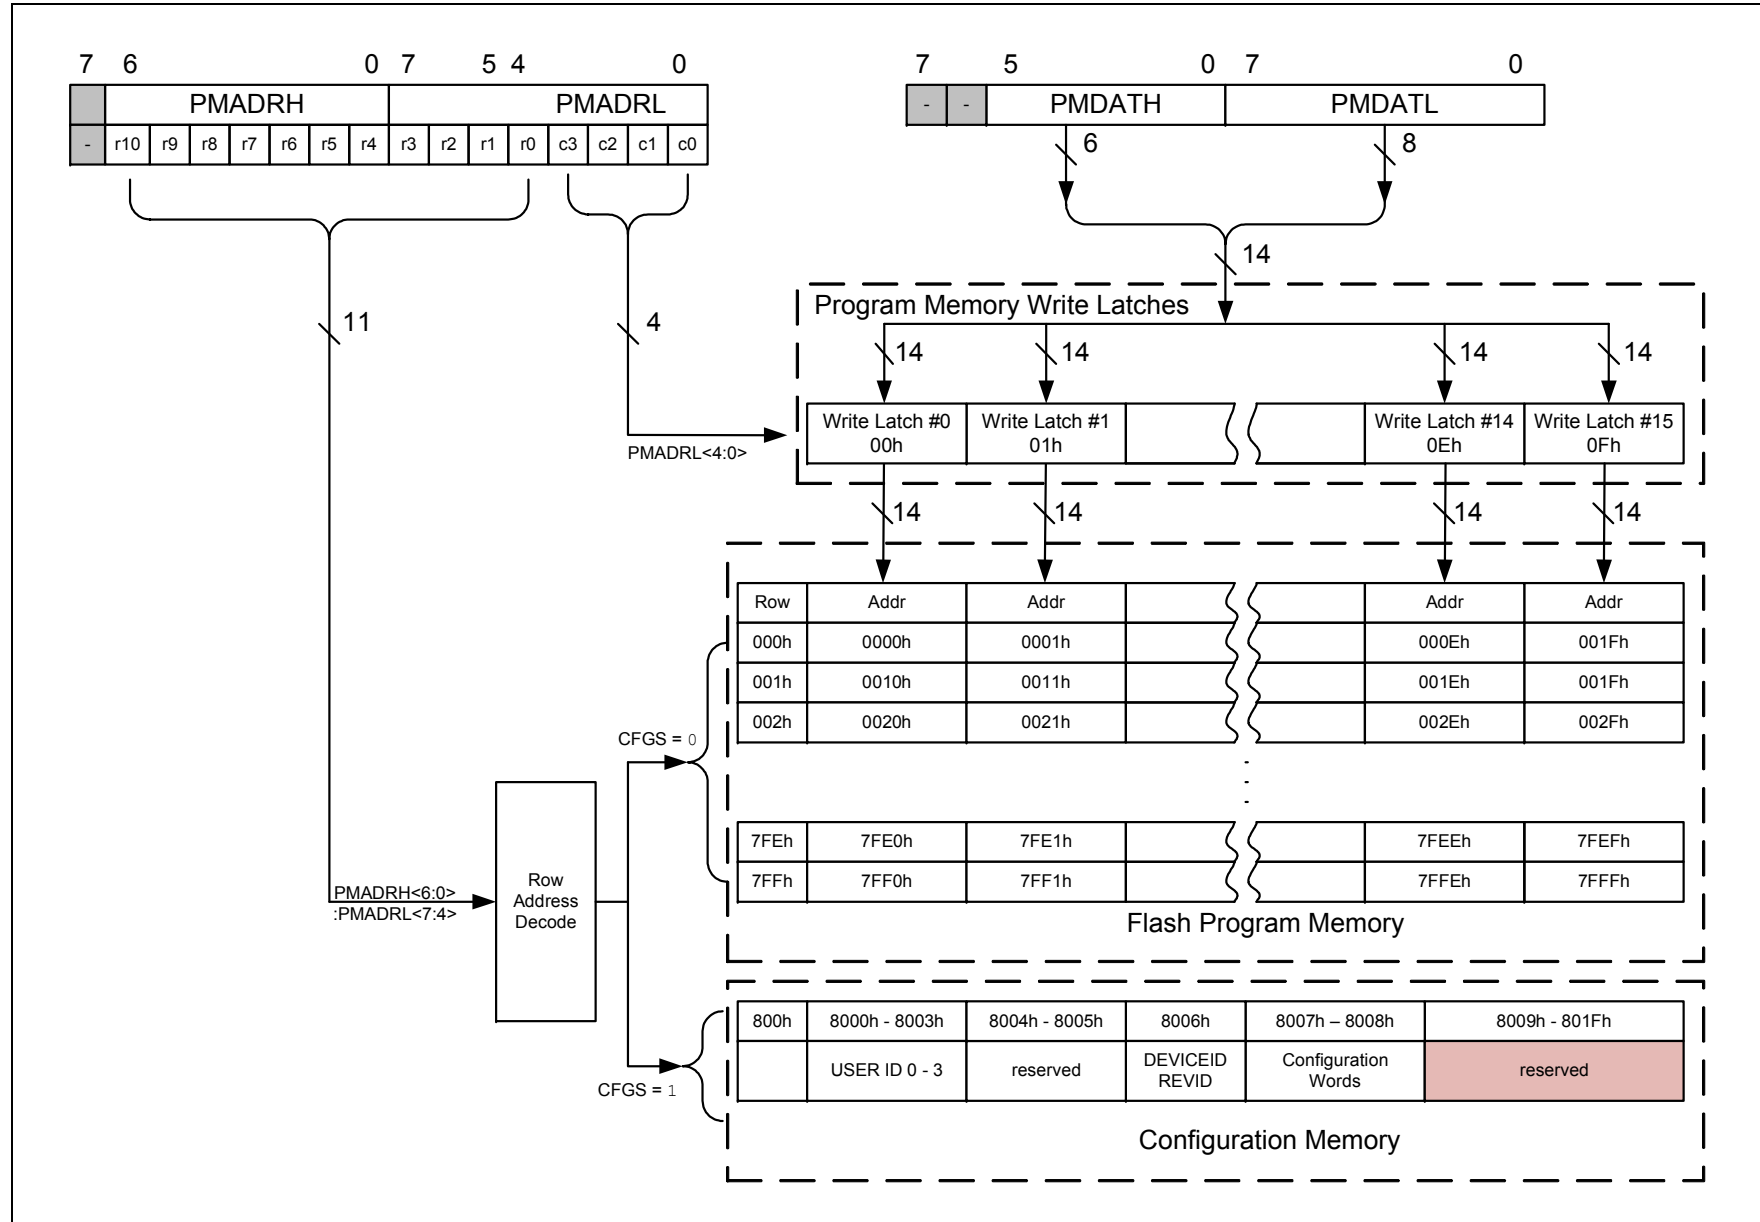 7 6 0 7 5 4 0
PMADRH PMADRL
- r10 r9 r8 r7 r6 r5 r4 r3 r2 r1 r0 c3 c2 c1 c0
7 5 0 7 0
- - PMDATH PMDATL
6 8
14
11 4
Program Memory Write Latches
14 14 14 14
Write Latch #0 Write Latch #1 Write Latch #14 Write Latch #15
00h 01h 0Eh 0Fh
PMADRL<4:0>
14 14 14 14
Row Addr Addr Addr Addr
000h 0000h 0001h 000Eh 001Fh
001h 0010h 0011h 001Eh 001Fh
002h 0020h 0021h 002Eh 002Fh
CFGS = 0
7FEh 7FE0h 7FE1h 7FEEh 7FEFh
7FFh 7FF0h 7FF1h 7FFEh 7FFFh
Flash Program Memory
PMADRH<6:0>
:PMADRL<7:4>
Row
Address
Decode
800h 8000h - 8003h 8004h - 8005h 8006h 8007h – 8008h 8009h - 801Fh
USER ID 0 - 3 reserved DEVICEID Configuration reserved
REVID Words
CFGS = 1
Configuration Memory